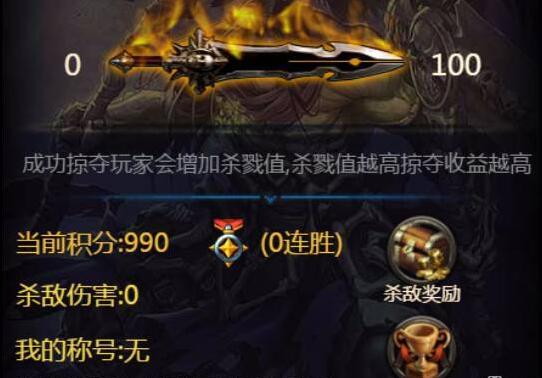 0 100
成功掠夺玩家会增加杀戮值,杀戮值越高掠夺收益越高
当前积分:990 (0连胜)
杀敌伤害:0
杀敌奖励
我的称号:无